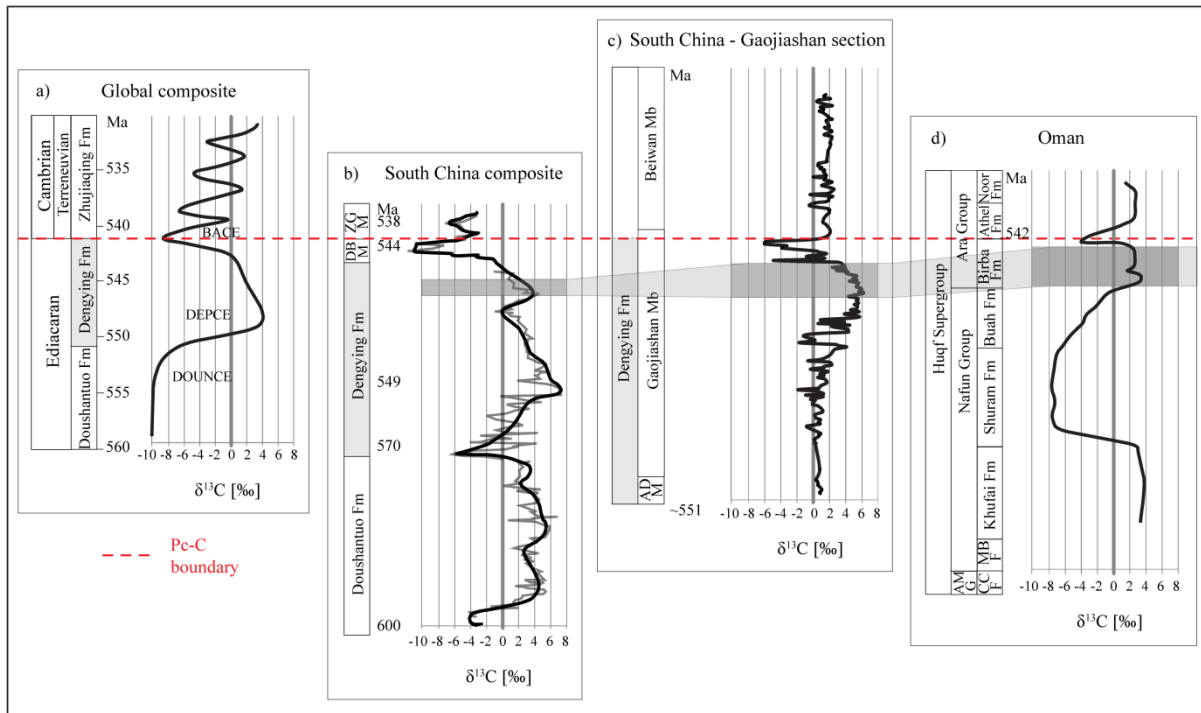 a) Global composite
Ma
Cambrian
Terreneuvian
Zhujiaqing Fm
Ediacaran
Dengying Fm
Doushantuo Fm
535
540
545
550
555
560
BACE
DEPCE
DOUNCE
-10 -8 -6 -4 -2 0 2 4 6 8
δ13C [‰]
Pc-C
boundary
b) South China composite
Ma
ZG
M
DB
M
Dengying Fm
Doushantuo Fm
538
544
549
570
600
-10 -8 -6 -4 -2 0 2 4 6 8
δ13C [‰]
c) South China - Gaojiashan section
Ma
Beiwan Mb
Dengying Fm
Gaojiashan Mb
AD
M
~551
-6 -4 -2 0 2 4 6 8
δ13C [‰]
d) Oman
Ma
542
Huqf Supergroup
Ara Group
Nafun Group
AM
G
Noor
Fm
Athel
Fm
Birba
Fm
Buah Fm
Shuram Fm
Khufai Fm
MB
F
CC
F
-10 -8 -6 -4 -2 0 2 4 6 8
δ13C [‰]